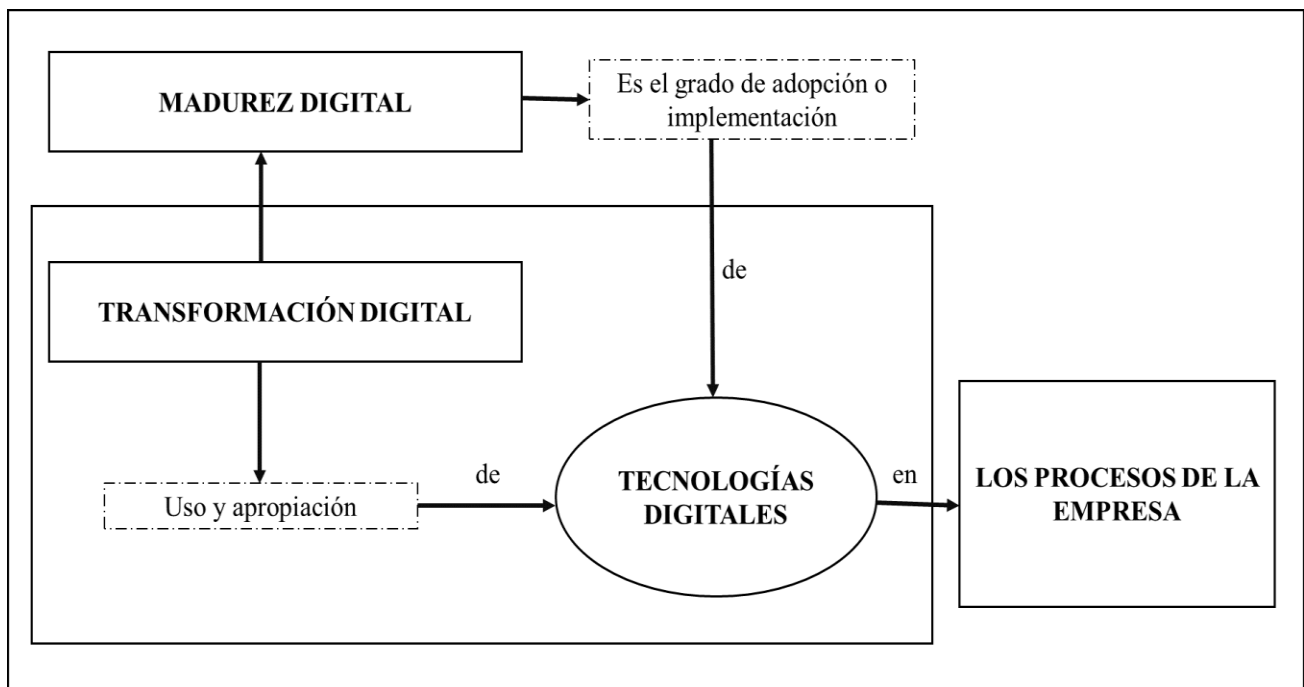 MADUREZ DIGITAL
Es el grado de adopción o
implementación
de
TRANSFORMACIÓN DIGITAL
Uso y apropiación
de
TECNOLOGÍAS
DIGITALES
en
LOS PROCESOS DE LA
EMPRESA